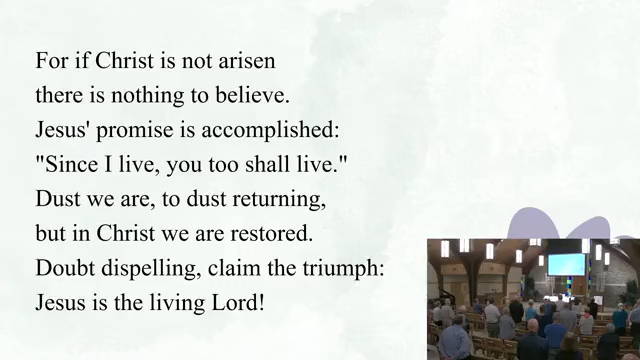 For if Christ is not arisen
there is nothing to believe.
Jesus' promise is accomplished:
"Since I live, you too shall live."
Dust we are, to dust returning,
but in Christ we are restored.
Doubt dispelling, claim the triumph:
Jesus is the living Lord!